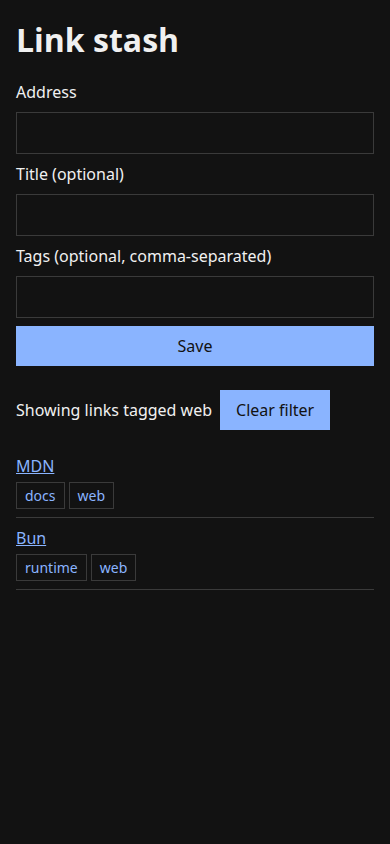 Link stash
Address
Title (optional)
Tags (optional, comma-separated)
Save
Showing links tagged web Clear filter
MDN
docs web
Bun
runtime web